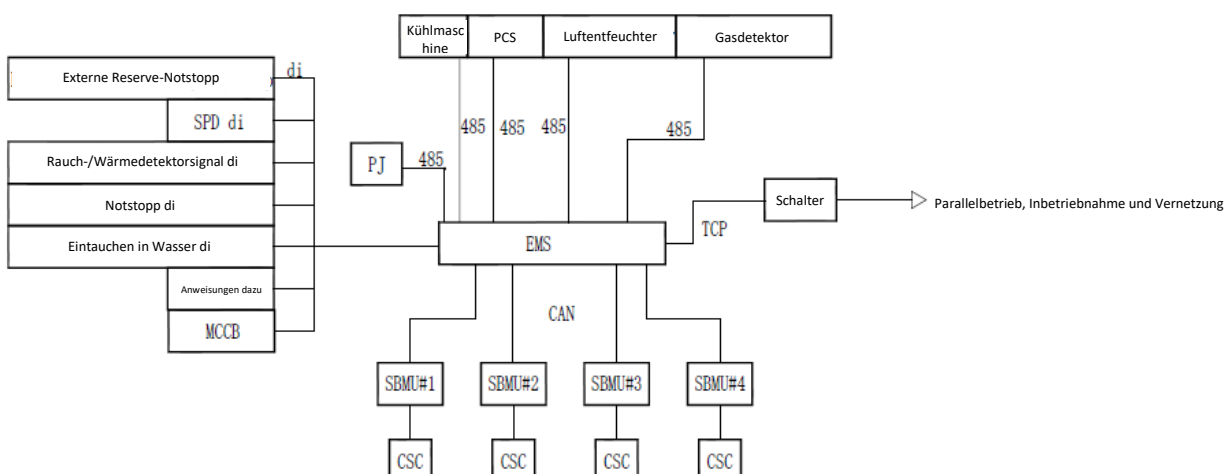 Kühlmasc
hine
PCS
Luftentfeuchter
Gasdetektor
Externe Reserve-Notstopp
di
SPD di
Rauch-/Wärmedetektorsignal di
Notstopp di
Eintauchen in Wasser di
Anweisungen dazu
MCCB
485
485
485
485
PJ
485
EMS
TCP
Schalter
Parallelbetrieb, Inbetriebnahme und Vernetzung
CAN
SBMU#1
SBMU#2
SBMU#3
SBMU#4
CSC
CSC
CSC
CSC